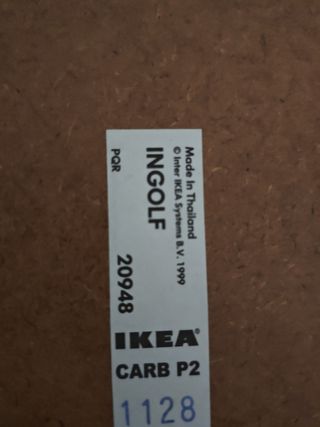 Made In Thailand
© Inter IKEA Systems B.V. 1999
INGOLF
PQR
20948
IKEA®
CARB P2
1128